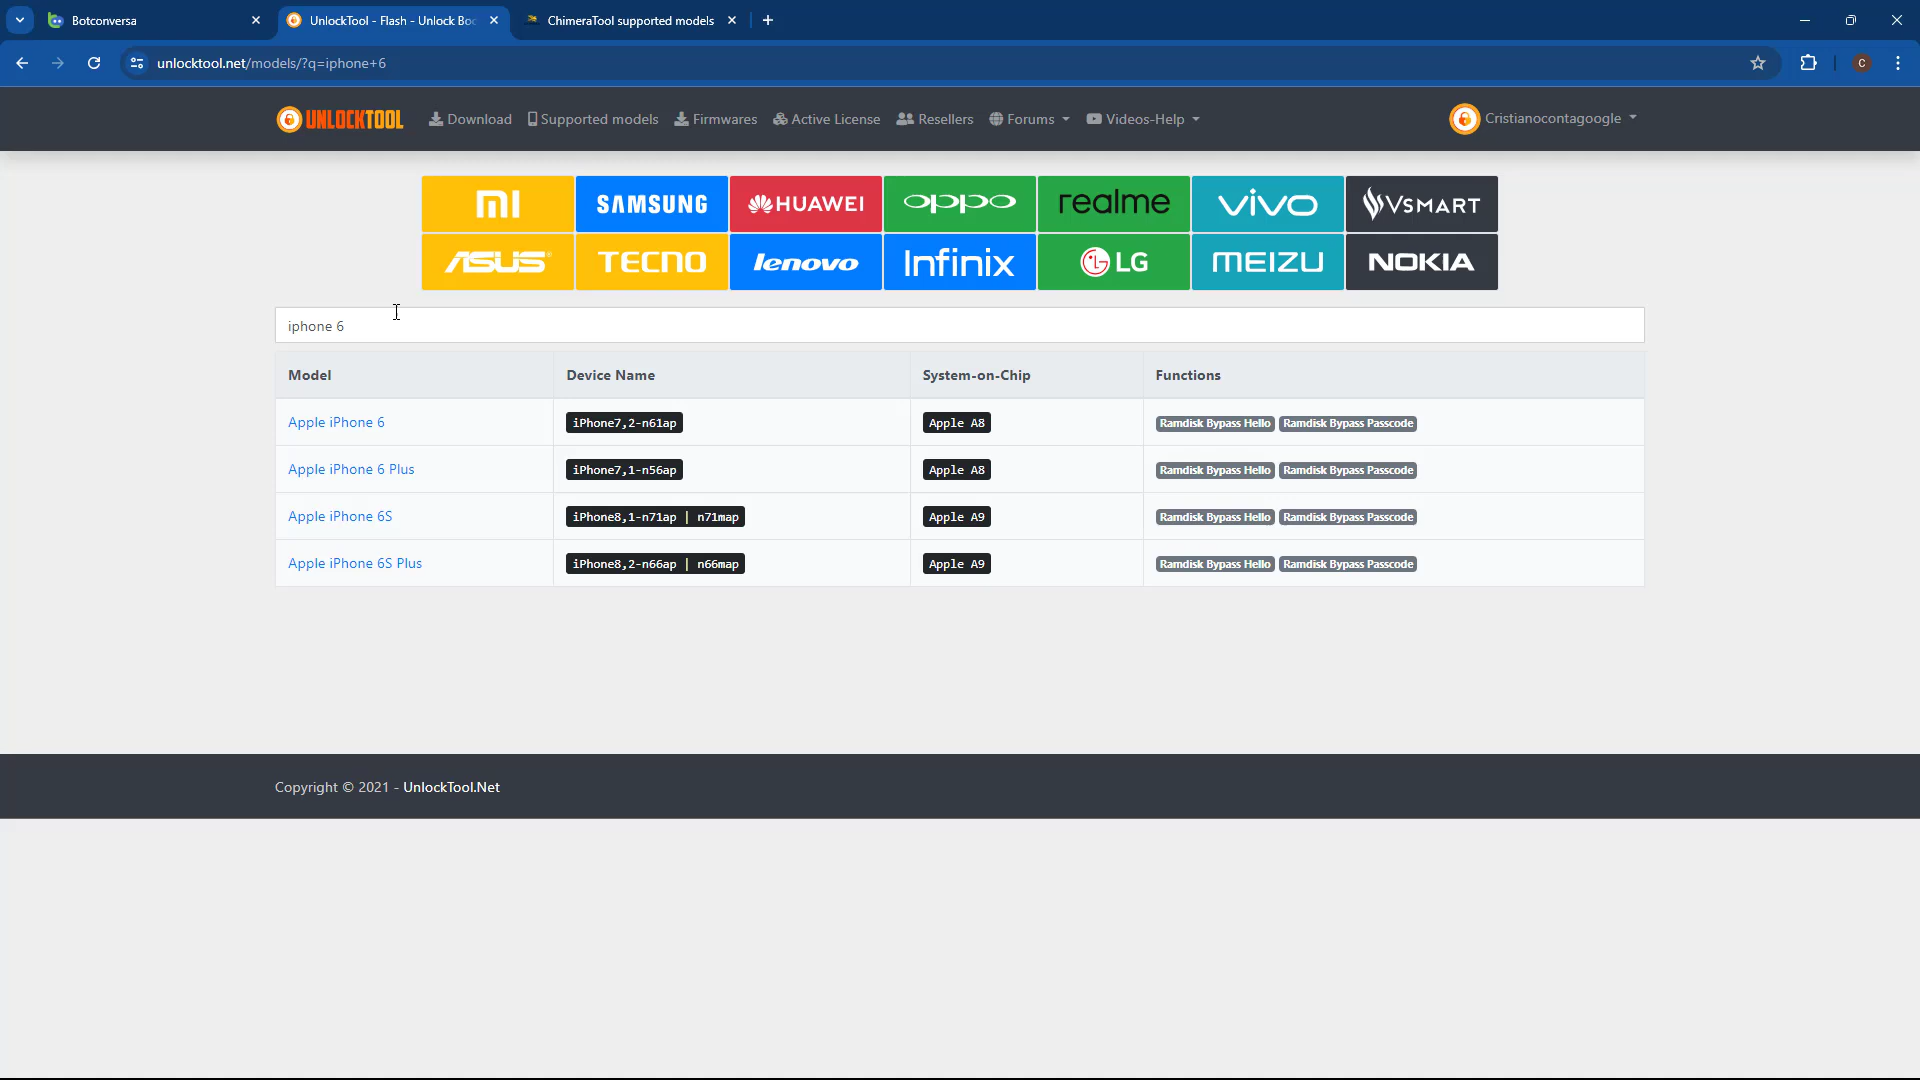 Botconversa
UnlockTool - Flash - Unlock Boo
ChimeraTool supported models
unlocktool.net/models/?q=iphone+6
C
UNLOCKTOOL
Download
Supported models
Firmwares
Active License
Resellers
Forums
Videos-Help
Cristianocontagoogle
MI
SAMSUNG
HUAWEI
oppo
realme
vivo
VSMART
ASUS
TECNO
lenovo
Infinix
LG
MEIZU
NOKIA
iphone 6
Model Device Name System-on-Chip Functions
Apple iPhone 6 iPhone7,2-n61ap Apple A8 Ramdisk Bypass Hello Ramdisk Bypass Passcode
Apple iPhone 6 Plus iPhone7,1-n56ap Apple A8 Ramdisk Bypass Hello Ramdisk Bypass Passcode
Apple iPhone 6S iPhone8,1-n71ap | n71map Apple A9 Ramdisk Bypass Hello Ramdisk Bypass Passcode
Apple iPhone 6S Plus iPhone8,2-n66ap | n66map Apple A9 Ramdisk Bypass Hello Ramdisk Bypass Passcode
Copyright © 2021 - UnlockTool.Net